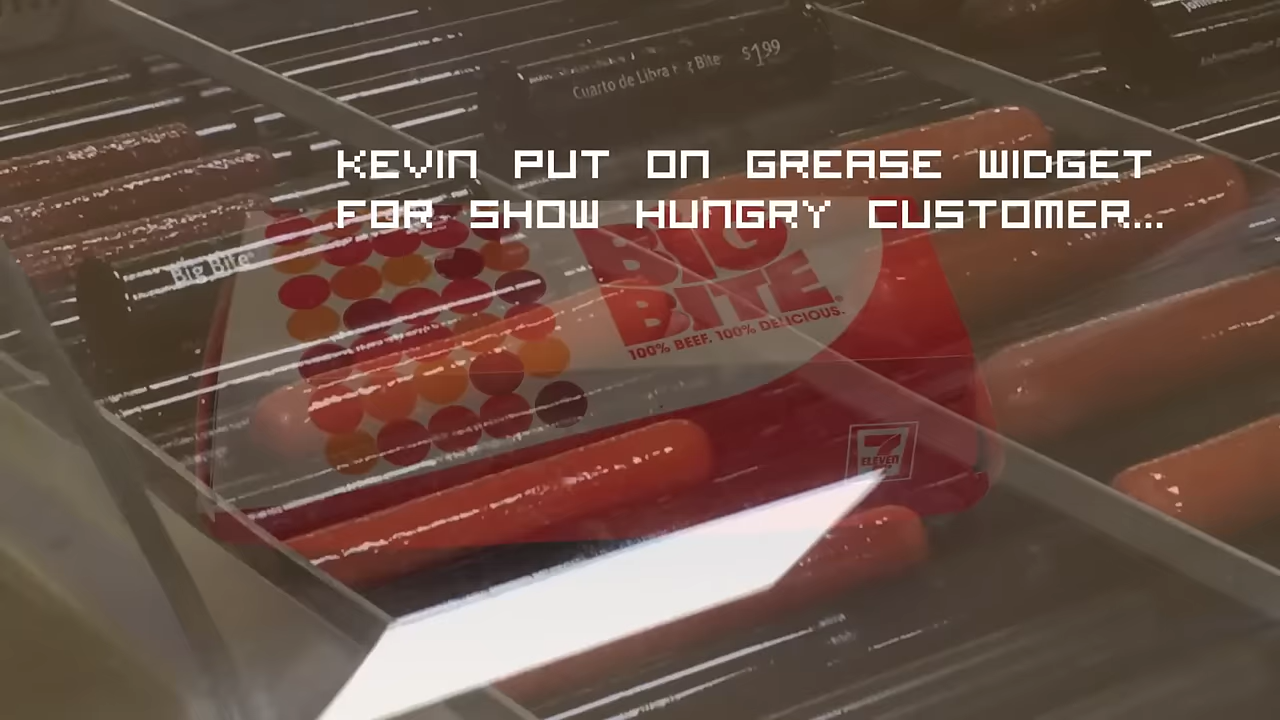 $1.99
Cuarto de Libra
Bite
KEVIN PUT ON GREASE WIDGET
FOR SHOW HUNGRY CUSTOMER...
Big Bite
BIG
BITE
100% BEEF. 100% DELICIOUS.
7
ELEVEN